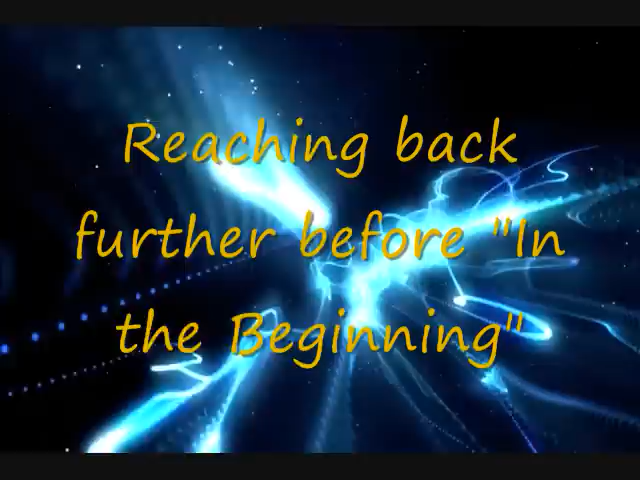 Reaching back
further before "In
the Beginning"